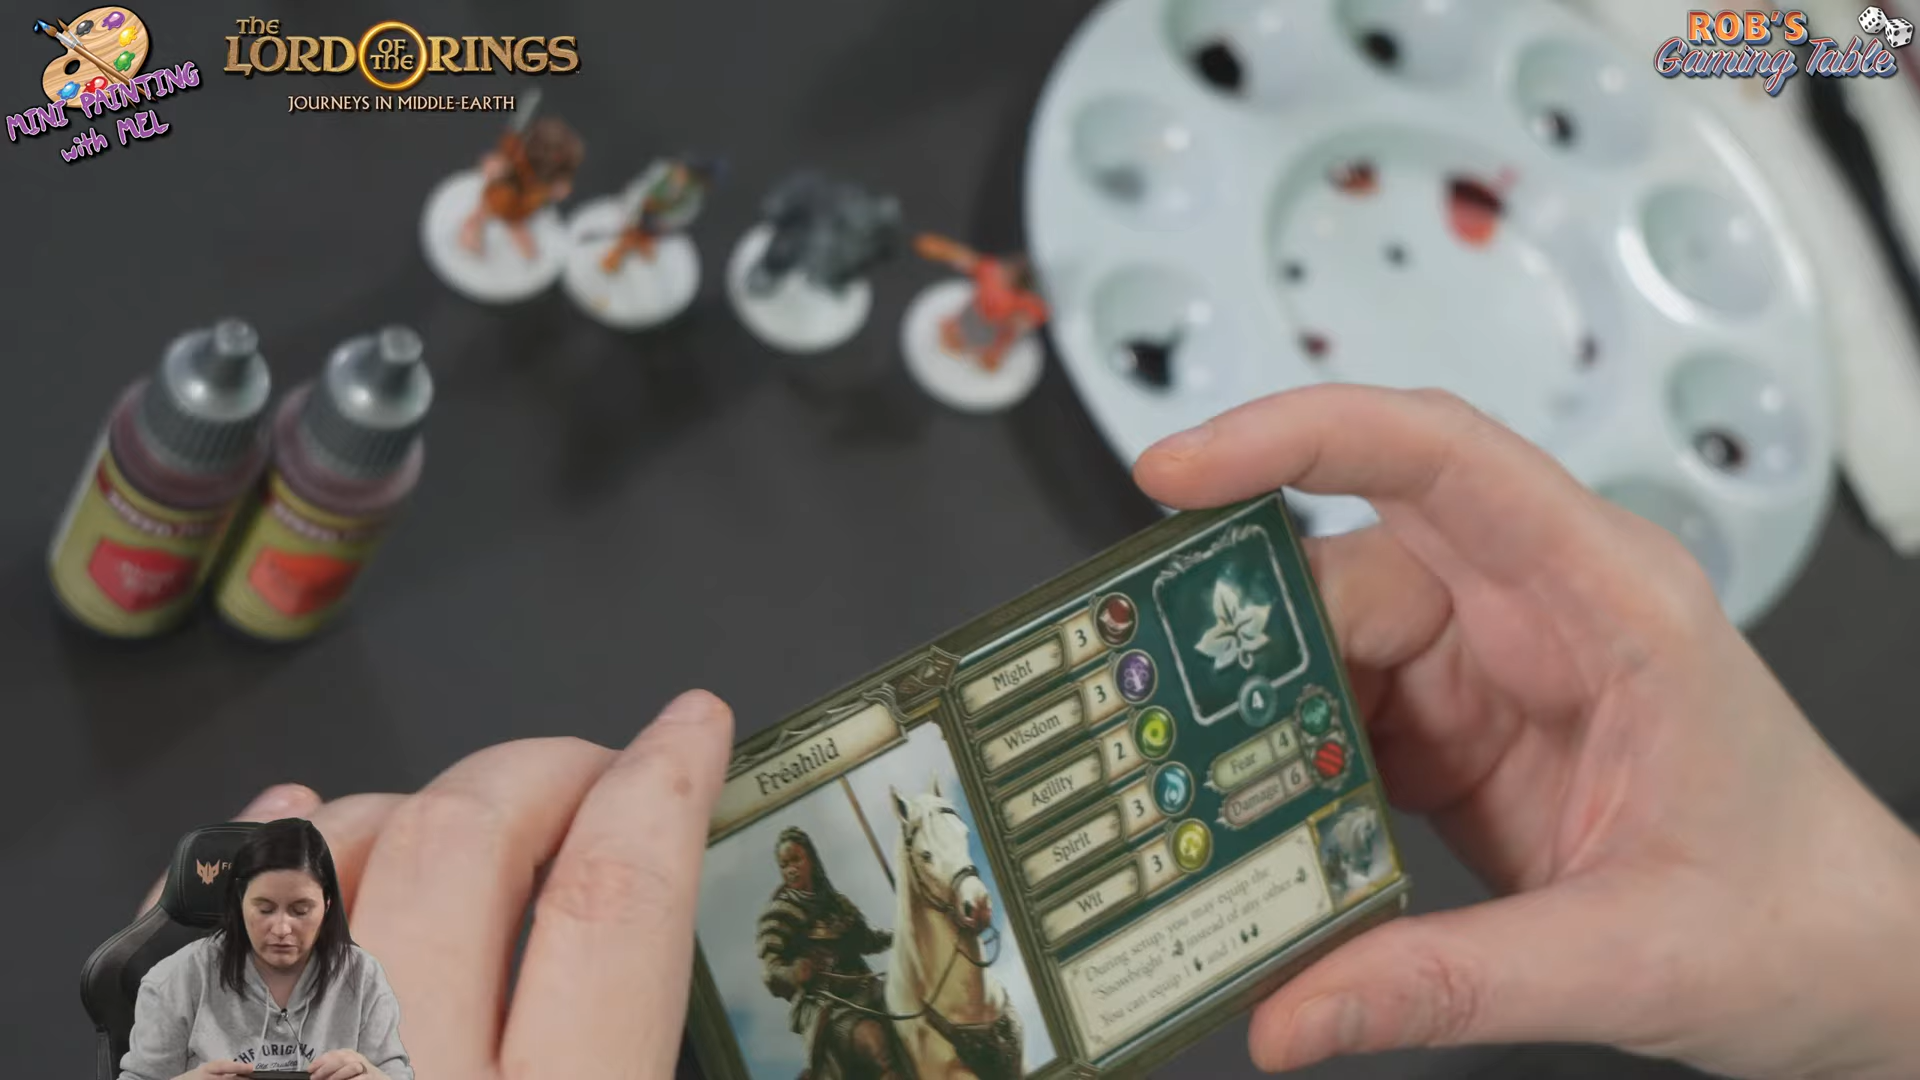 MINI PAINTING
with MEL
THE
LORD OF THE RINGS
JOURNEYS IN MIDDLE-EARTH
ROB'S
Gaming Table
Fréahild
Might 3
Wisdom 3
Agility 2
Spirit 3
Wit 3
4
Fear 4
Damage 6
During setup, you may equip the
"Snowbright" instead of any other
You can equip 1 and 1
THE ORIGINA